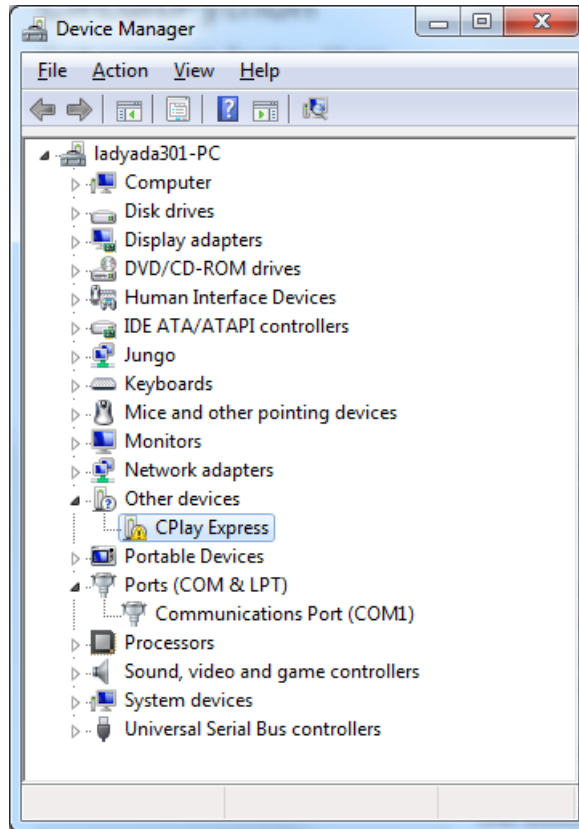 Device Manager
File Action View Help
ladyada301-PC
Computer
Disk drives
Display adapters
DVD/CD-ROM drives
Human Interface Devices
IDE ATA/ATAPI controllers
Jungo
Keyboards
Mice and other pointing devices
Monitors
Network adapters
Other devices
CPlay Express
Portable Devices
Ports (COM & LPT)
Communications Port (COM1)
Processors
Sound, video and game controllers
System devices
Universal Serial Bus controllers